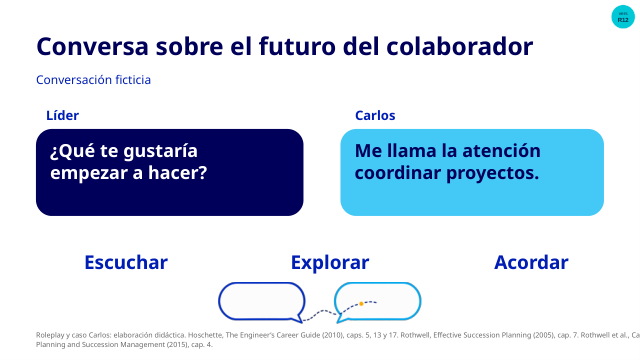 R12
Conversa sobre el futuro del colaborador
Conversación ficticia
Líder
Carlos
¿Qué te gustaría
empezar a hacer?
Me llama la atención
coordinar proyectos.
Escuchar
Explorar
Acordar
Roleplay y caso Carlos: elaboración didáctica. Hoschette, The Engineer's Career Guide (2010), caps. 5, 13 y 17. Rothwell, Effective Succession Planning (2005), cap. 7. Rothwell et al., Ca
Planning and Succession Management (2015), cap. 4.